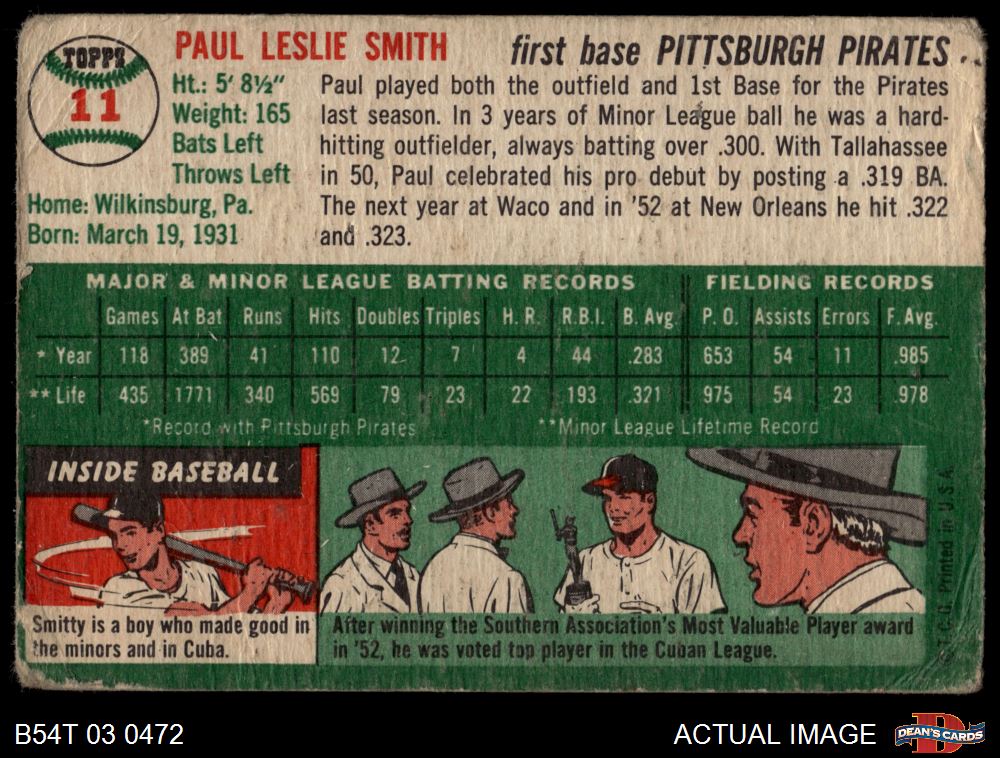 TOPPS
11
PAUL LESLIE SMITH
first base PITTSBURGH PIRATES
Ht.: 5' 8½"
Weight: 165
Bats Left
Throws Left
Home: Wilkinsburg, Pa.
Born: March 19, 1931
Paul played both the outfield and 1st Base for the Pirates
last season. In 3 years of Minor League ball he was a hard-
hitting outfielder, always batting over .300. With Tallahassee
in 50, Paul celebrated his pro debut by posting a .319 BA.
The next year at Waco and in '52 at New Orleans he hit .322
and .323.
MAJOR & MINOR LEAGUE BATTING RECORDS FIELDING RECORDS
Games At Bat Runs Hits Doubles Triples H. R. R.B.I. B. Avg P. O. Assists Errors F. Avg.
* Year 118 389 41 110 12 7 4 44 .283 653 54 11 .985
** Life 435 1771 340 569 79 23 22 193 .321 975 54 23 .978
*Record with Pittsburgh Pirates **Minor League Lifetime Record
INSIDE BASEBALL
Smitty is a boy who made good in
the minors and in Cuba.
After winning the Southern Association's Most Valuable Player award
in '52, he was voted top player in the Cuban League.
© T. C. G. Printed in U.S.A.
B54T 03 0472
ACTUAL IMAGE
D
DEAN'S CARDS